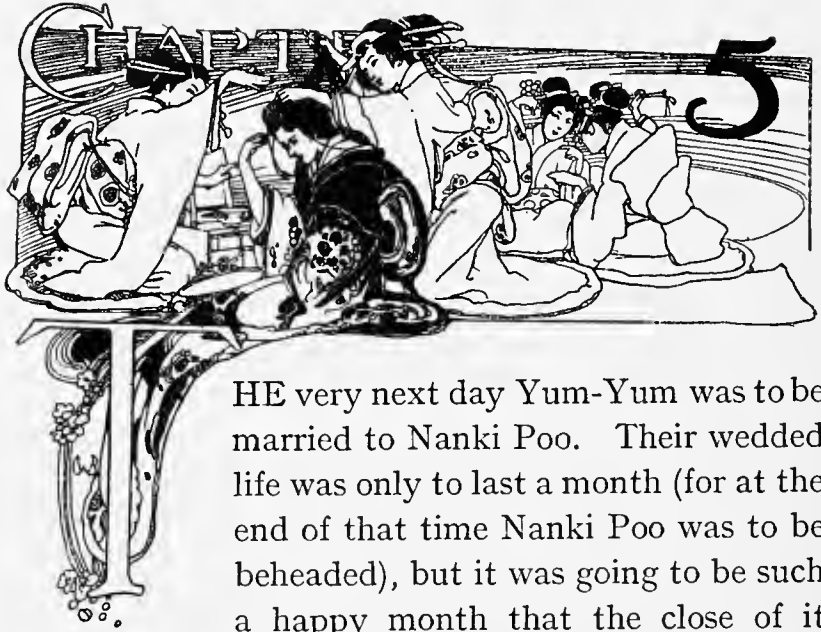 CHAPTER 5
THE very next day Yum-Yum was to be
married to Nanki Poo. Their wedded
life was only to last a month (for at the
end of that time Nanki Poo was to be
beheaded), but it was going to be such
a happy month that the close of it